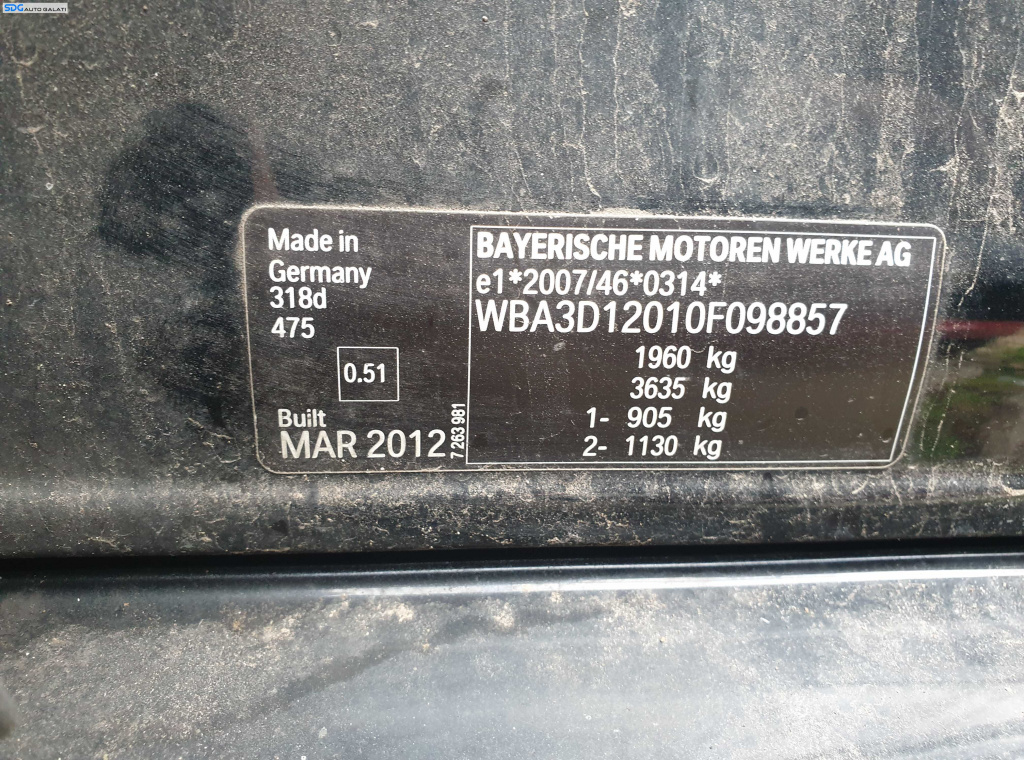 SDG AUTO GALATI
Made in
Germany
318d
475
0.51
Built
MAR 2012
7 263 981
BAYERISCHE MOTOREN WERKE AG
e1*2007/46*0314*
WBA3D12010F098857
1960 kg
3635 kg
1- 905 kg
2- 1130 kg